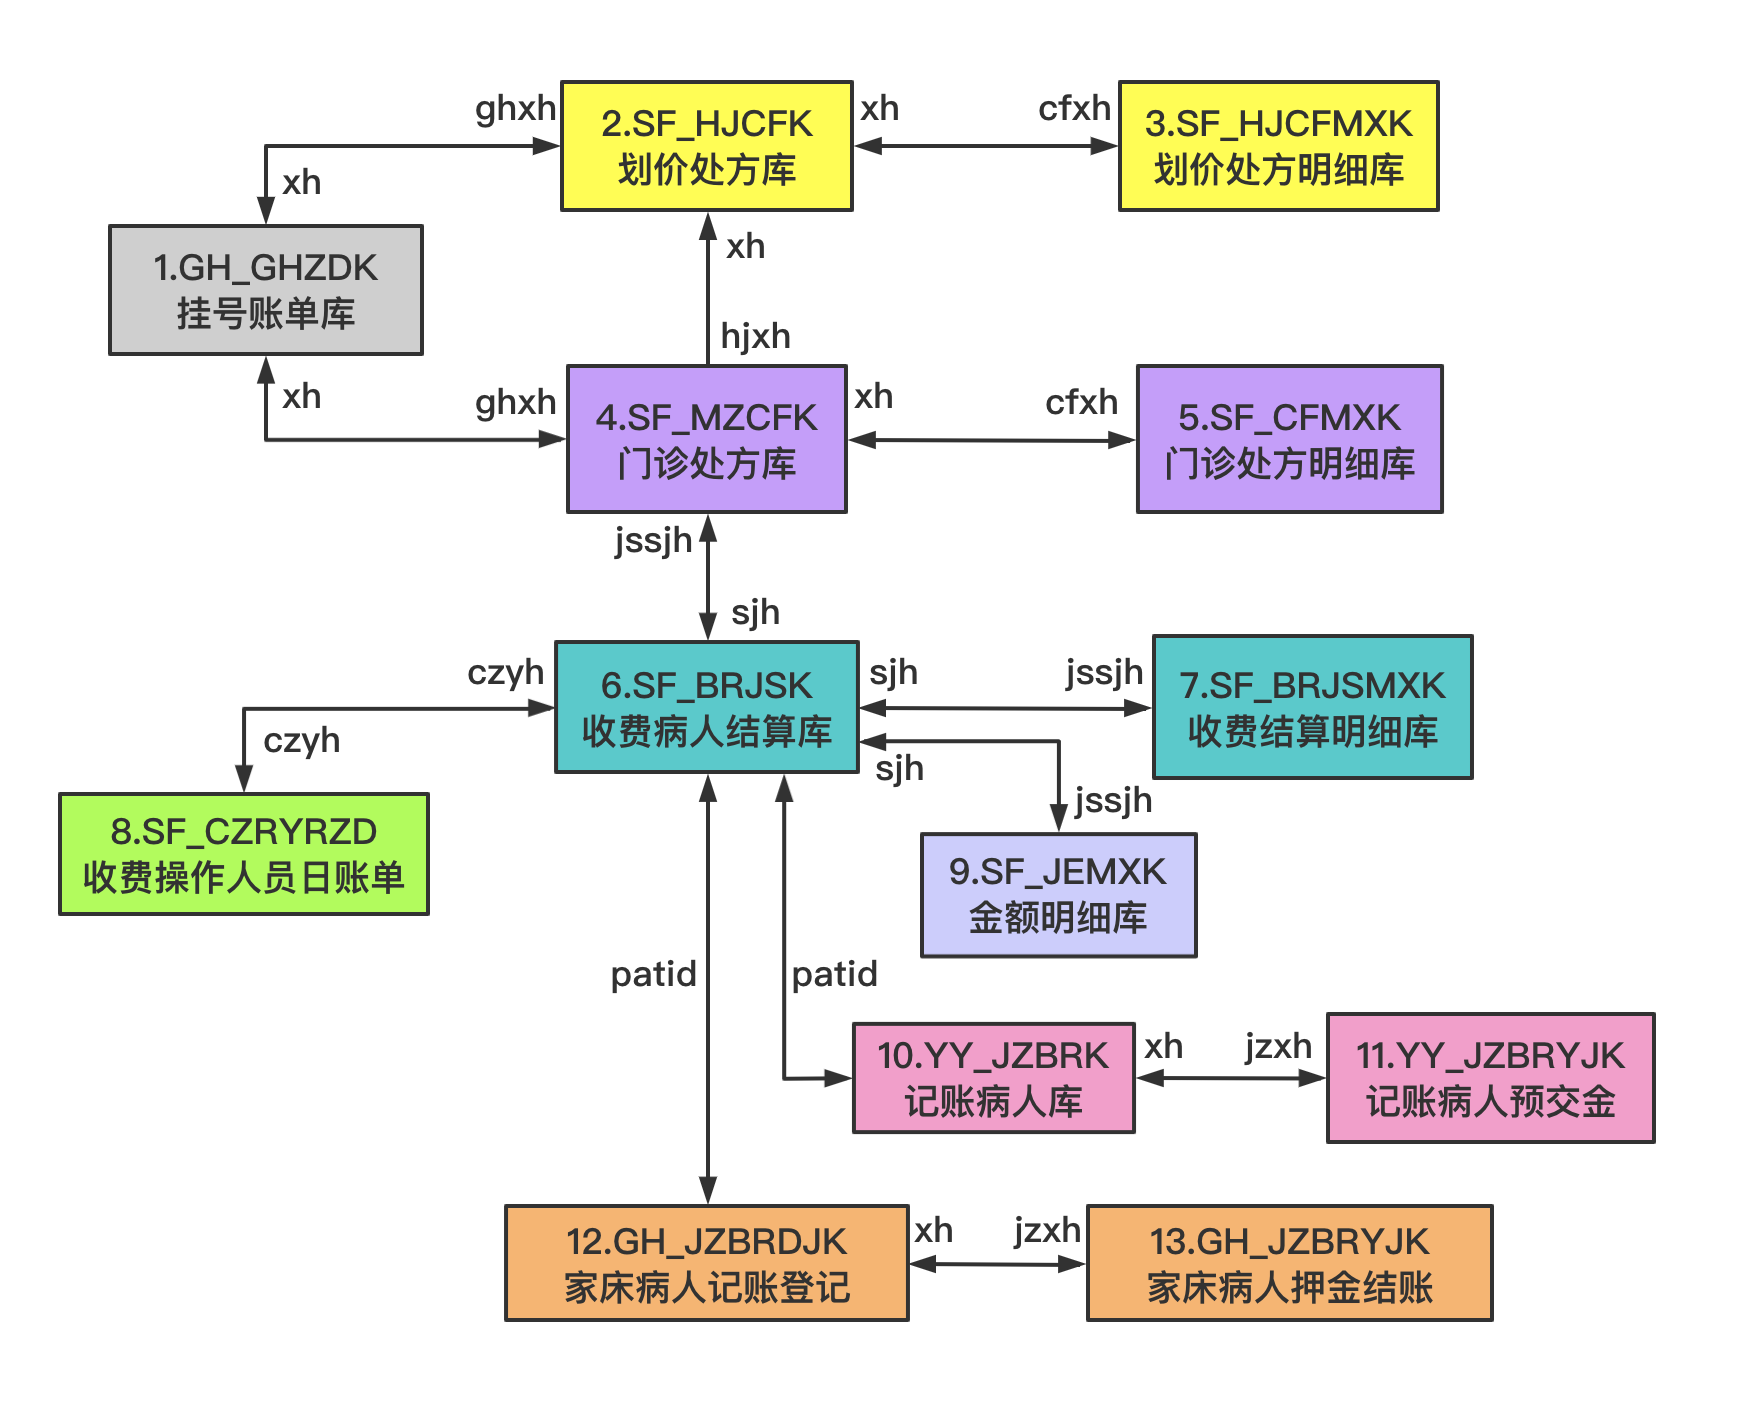 ghxh
2.SF_HJCFK
划价处方库
xh
cfxh
3.SF_HJCFMXK
划价处方明细库
xh
1.GH_GHZDK
挂号账单库
xh
hjxh
xh
ghxh
4.SF_MZCFK
门诊处方库
xh
cfxh
5.SF_CFMXK
门诊处方明细库
jssjh
sjh
czyh
6.SF_BRJSK
收费病人结算库
sjh
jssjh
7.SF_BRJSMXK
收费结算明细库
czyh
sjh
jssjh
8.SF_CZRYRZD
收费操作人员日账单
9.SF_JEMXK
金额明细库
patid
patid
10.YY_JZBRK
记账病人库
xh
jzxh
11.YY_JZBRYJK
记账病人预交金
12.GH_JZBRDJK
家床病人记账登记
xh
jzxh
13.GH_JZBRYJK
家床病人押金结账